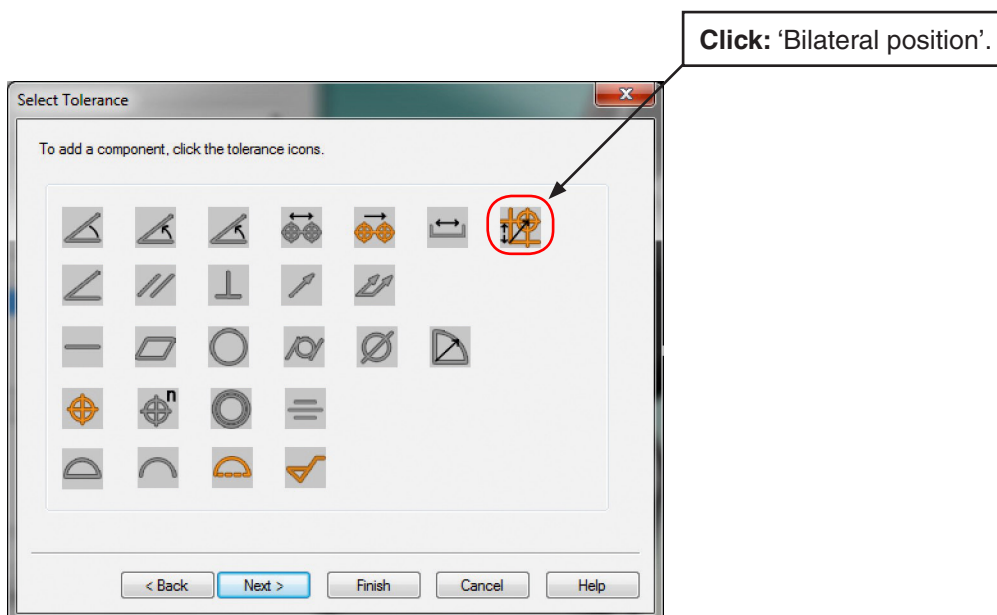 Click: ‘Bilateral position’.
Select Tolerance
To add a component, click the tolerance icons.
n
< Back Next > Finish Cancel Help